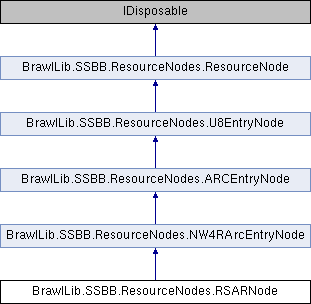 IDisposable
BrawlLib.SSBB.ResourceNodes.ResourceNode
BrawlLib.SSBB.ResourceNodes.U8EntryNode
BrawlLib.SSBB.ResourceNodes.ARCEntryNode
BrawlLib.SSBB.ResourceNodes.NW4RArcEntryNode
BrawlLib.SSBB.ResourceNodes.RSARNode